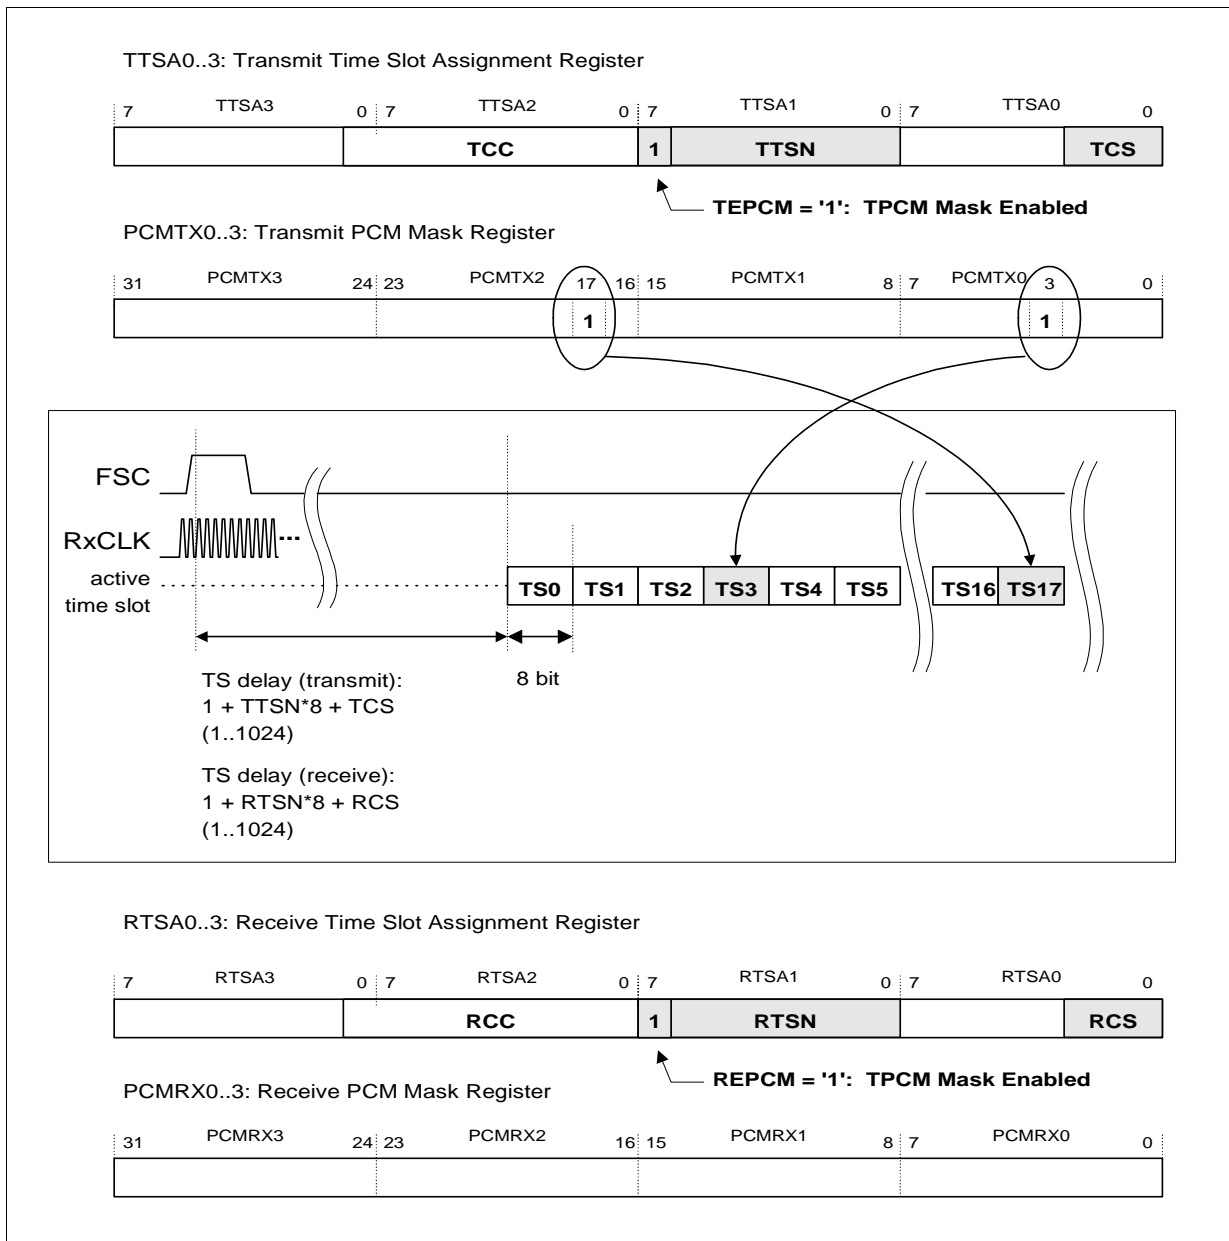 TTSA0..3: Transmit Time Slot Assignment Register
7 TTSA3 0 7 TTSA2 0 7 TTSA1 0 7 TTSA0 0
TCC 1 TTSN TCS
TEPCM = '1': TPCM Mask Enabled
PCMTX0..3: Transmit PCM Mask Register
31 PCMTX3 24 23 PCMTX2 17 16 15 PCMTX1 8 7 PCMTX0 3 0
1 1
FSC
RxCLK
active
time slot
TS0 TS1 TS2 TS3 TS4 TS5 TS16 TS17
8 bit
TS delay (transmit):
1 + TTSN*8 + TCS
(1..1024)
TS delay (receive):
1 + RTSN*8 + RCS
(1..1024)
RTSA0..3: Receive Time Slot Assignment Register
7 RTSA3 0 7 RTSA2 0 7 RTSA1 0 7 RTSA0 0
RCC 1 RTSN RCS
REPCM = '1': TPCM Mask Enabled
PCMRX0..3: Receive PCM Mask Register
31 PCMRX3 24 23 PCMRX2 16 15 PCMRX1 8 7 PCMRX0 0